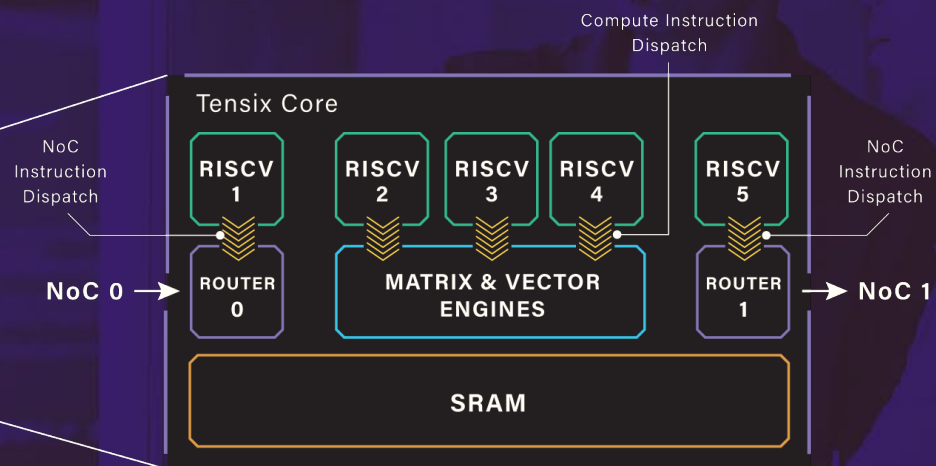 Compute Instruction
Dispatch
Tensix Core
NoC
Instruction
Dispatch
RISCV
1
RISCV
2
RISCV
3
RISCV
4
RISCV
5
NoC
Instruction
Dispatch
NoC 0
ROUTER
0
MATRIX & VECTOR
ENGINES
ROUTER
1
NoC 1
SRAM